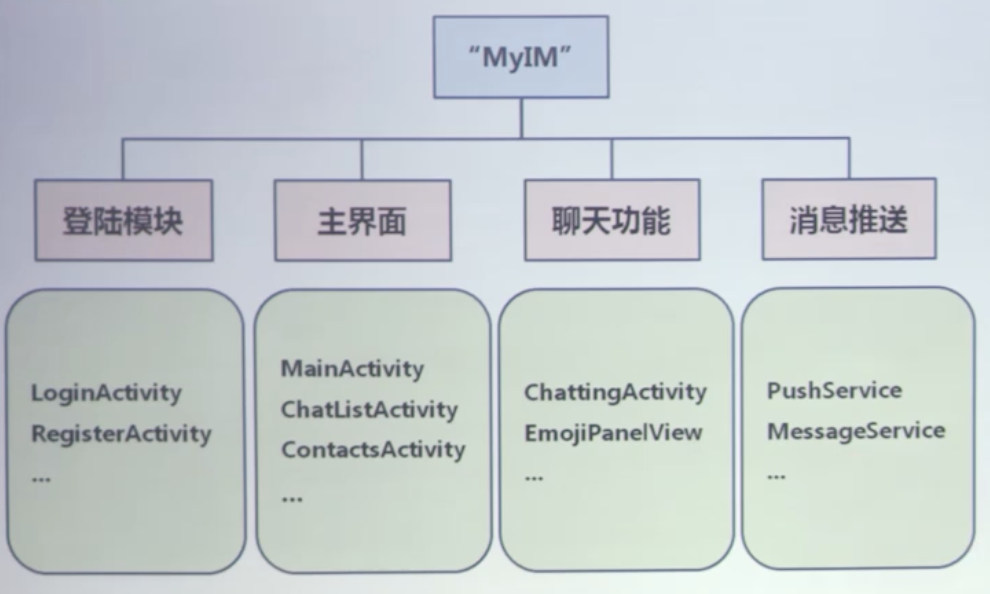 “MyIM”
登陆模块
主界面
聊天功能
消息推送
LoginActivity
RegisterActivity
...
MainActivity
ChatListActivity
ContactsActivity
...
ChattingActivity
EmojiPanelView
...
PushService
MessageService
...